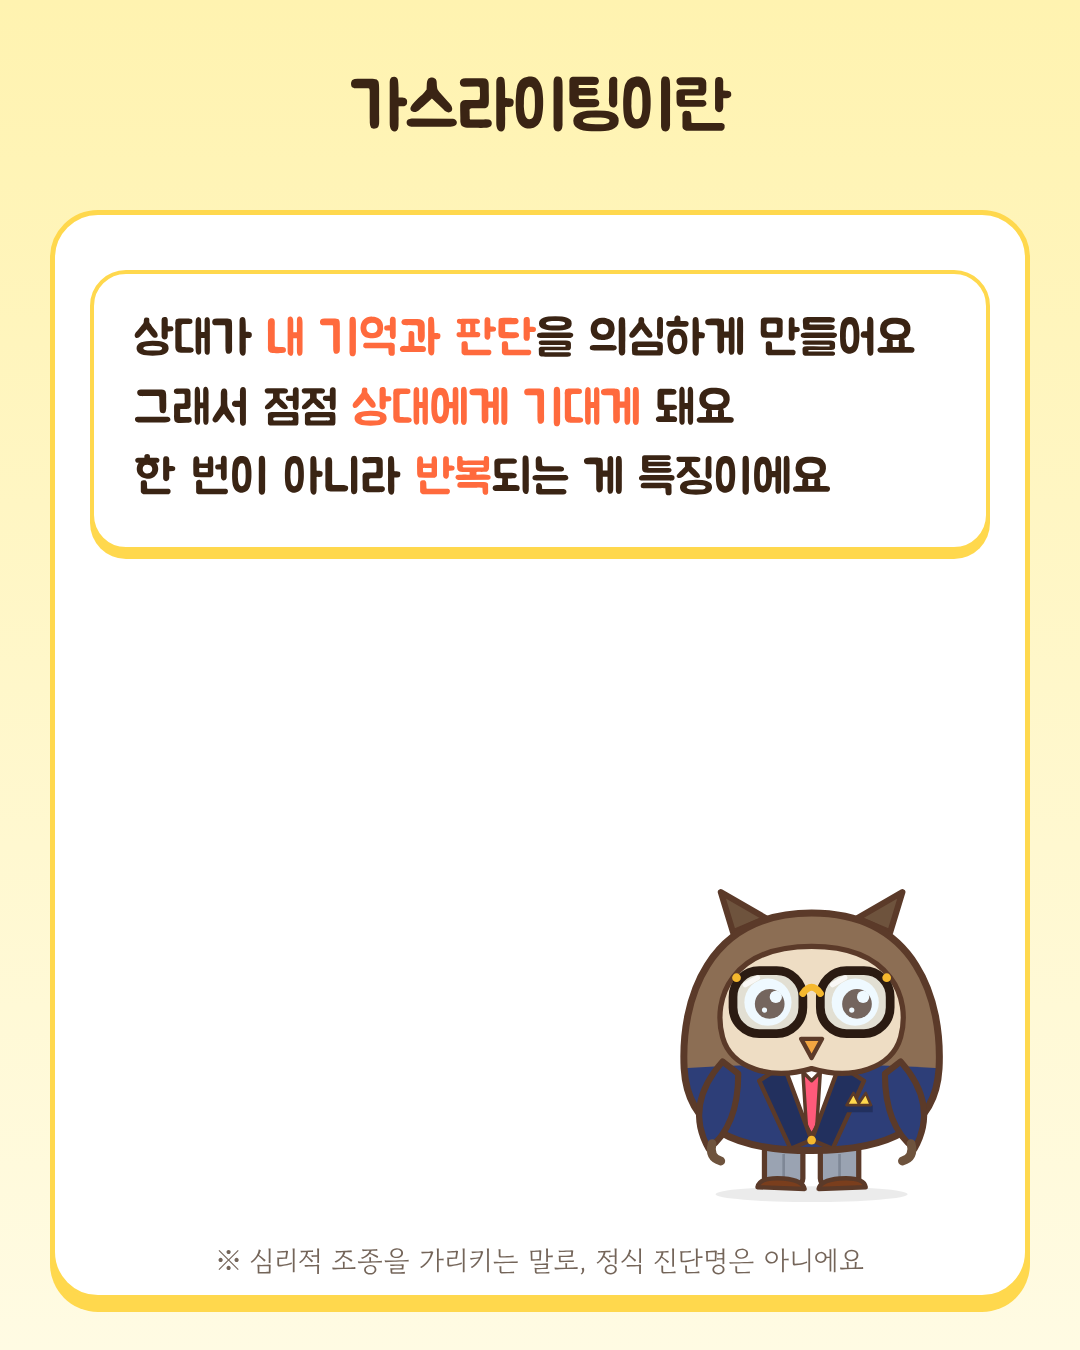 가스라이팅이란
상대가 내 기억과 판단을 의심하게 만들어요
그래서 점점 상대에게 기대게 돼요
한 번이 아니라 반복되는 게 특징이에요
※ 심리적 조종을 가리키는 말로, 정식 진단명은 아니에요